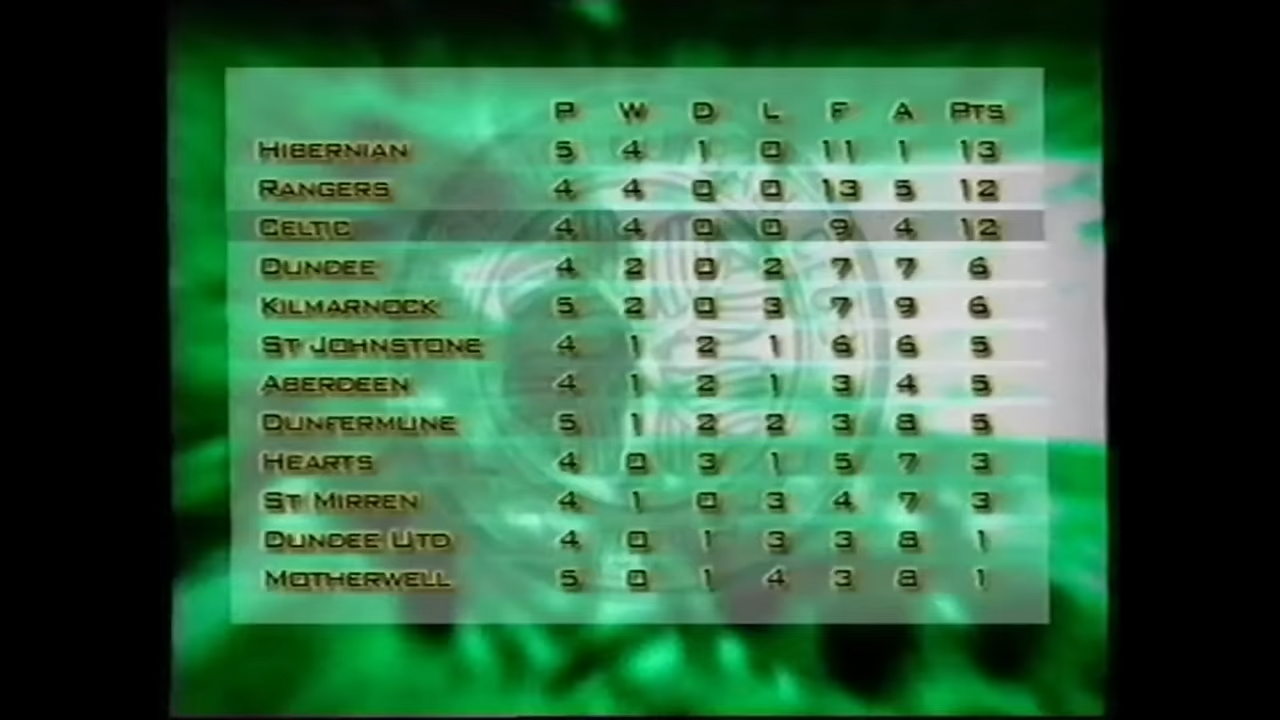 P W D L F A PTS
HIBERNIAN 5 4 1 0 11 1 13
RANGERS 4 4 0 0 13 5 12
CELTIC 4 4 0 0 9 4 12
DUNDEE 4 2 0 2 7 7 6
KILMARNOCK 5 2 0 3 7 9 6
ST JOHNSTONE 4 1 2 1 6 6 5
ABERDEEN 4 1 2 1 3 4 5
DUNFERMLINE 5 1 2 2 3 8 5
HEARTS 4 0 3 1 5 7 3
ST MIRREN 4 1 0 3 4 7 3
DUNDEE UTD 4 0 1 3 3 8 1
MOTHERWELL 5 0 1 4 3 8 1